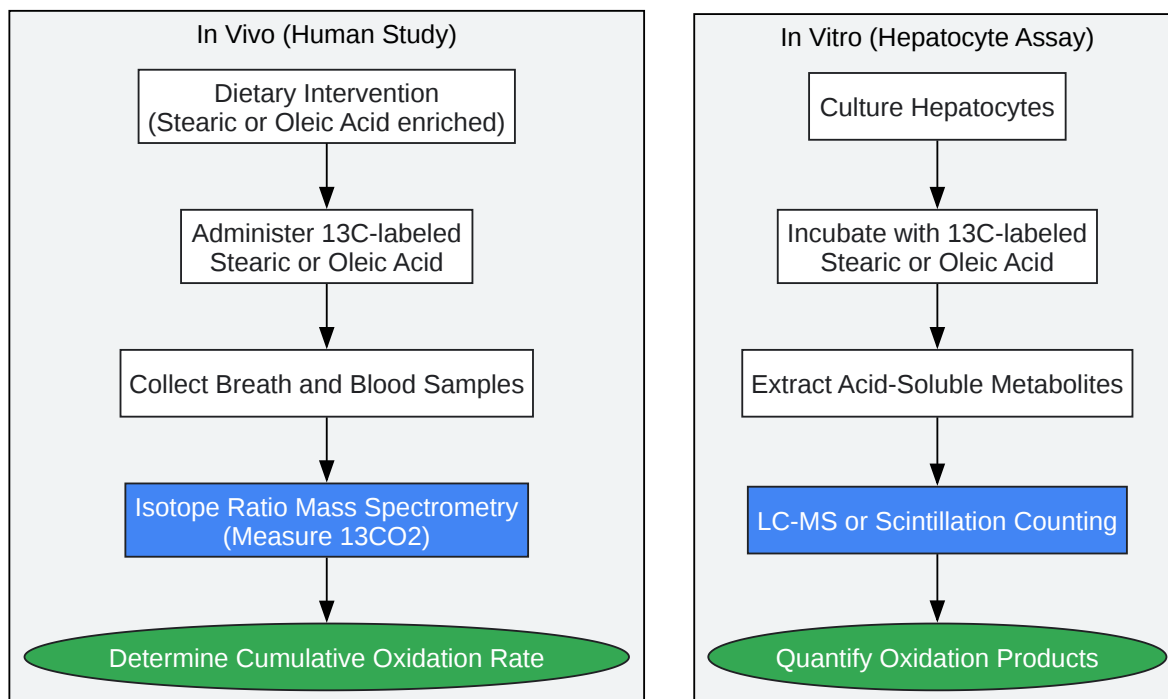 In Vivo (Human Study)
Dietary Intervention
(Stearic or Oleic Acid enriched)
Administer 13C-labeled
Stearic or Oleic Acid
Collect Breath and Blood Samples
Isotope Ratio Mass Spectrometry
(Measure 13CO2)
Determine Cumulative Oxidation Rate
In Vitro (Hepatocyte Assay)
Culture Hepatocytes
Incubate with 13C-labeled
Stearic or Oleic Acid
Extract Acid-Soluble Metabolites
LC-MS or Scintillation Counting
Quantify Oxidation Products